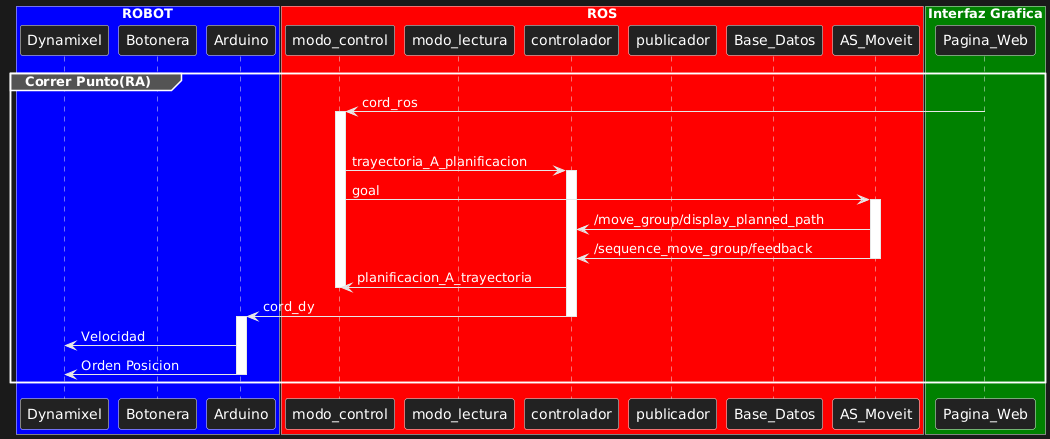 ROBOT ROS Interfaz Grafica
Dynamixel Botonera Arduino modo_control modo_lectura controlador publicador Base_Datos AS_Moveit Pagina_Web
Correr Punto(RA)
cord_ros
trayectoria_A_planificacion
goal
/move_group/display_planned_path
/sequence_move_group/feedback
planificacion_A_trayectoria
cord_dy
Velocidad
Orden Posicion
Dynamixel Botonera Arduino modo_control modo_lectura controlador publicador Base_Datos AS_Moveit Pagina_Web